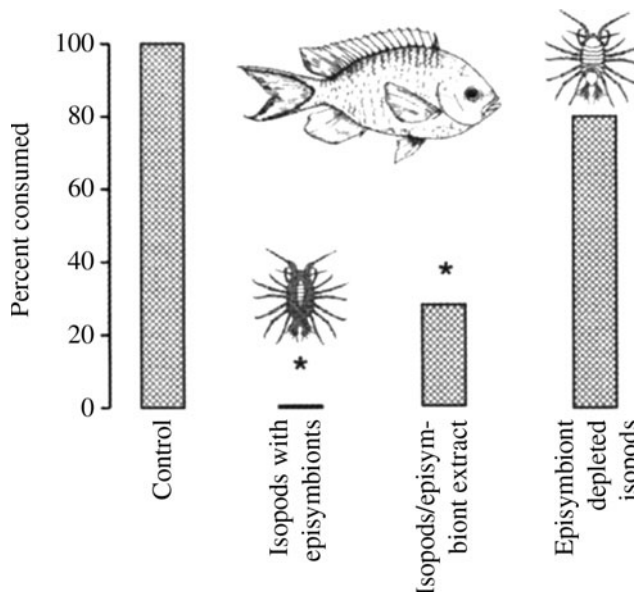 Percent consumed
100
80
60
40
20
0
*
*
Control
Isopods with
episymbionts
Isopods/episym-
biont extract
Episymbiont
depleted
isopods